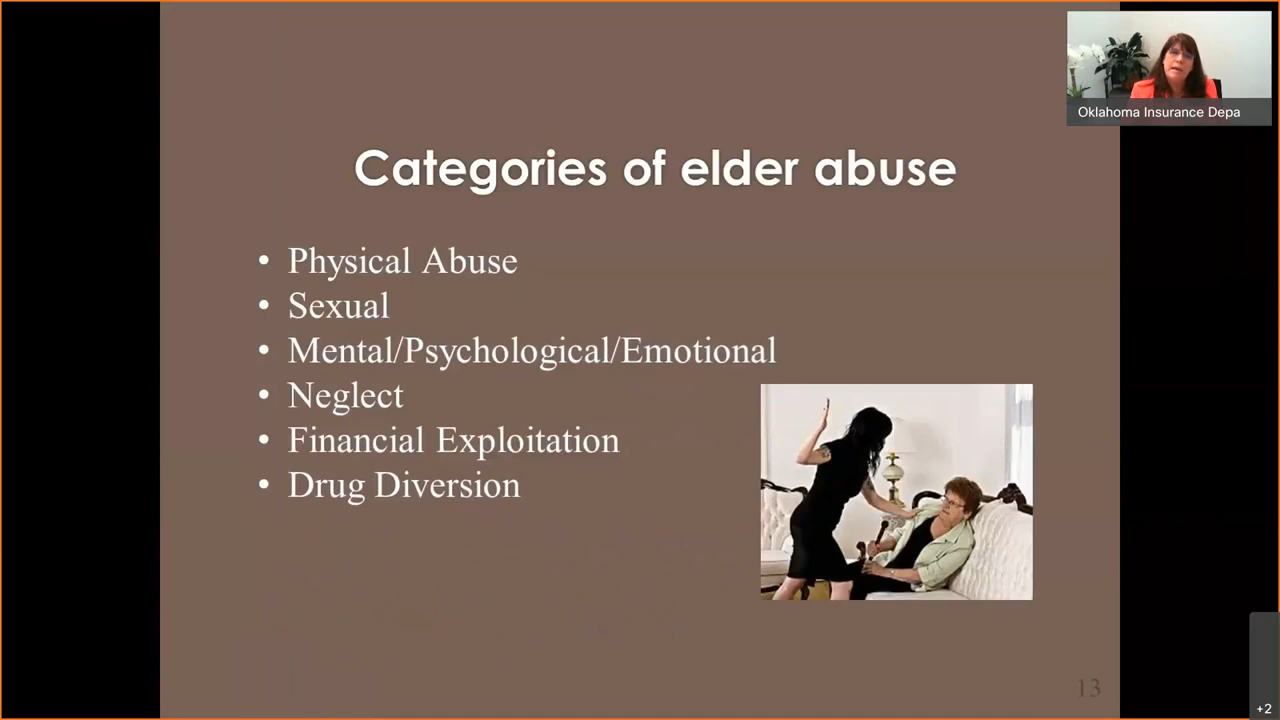 Oklahoma Insurance Depa
Categories of elder abuse
• Physical Abuse
• Sexual
• Mental/Psychological/Emotional
• Neglect
• Financial Exploitation
• Drug Diversion
13
+2